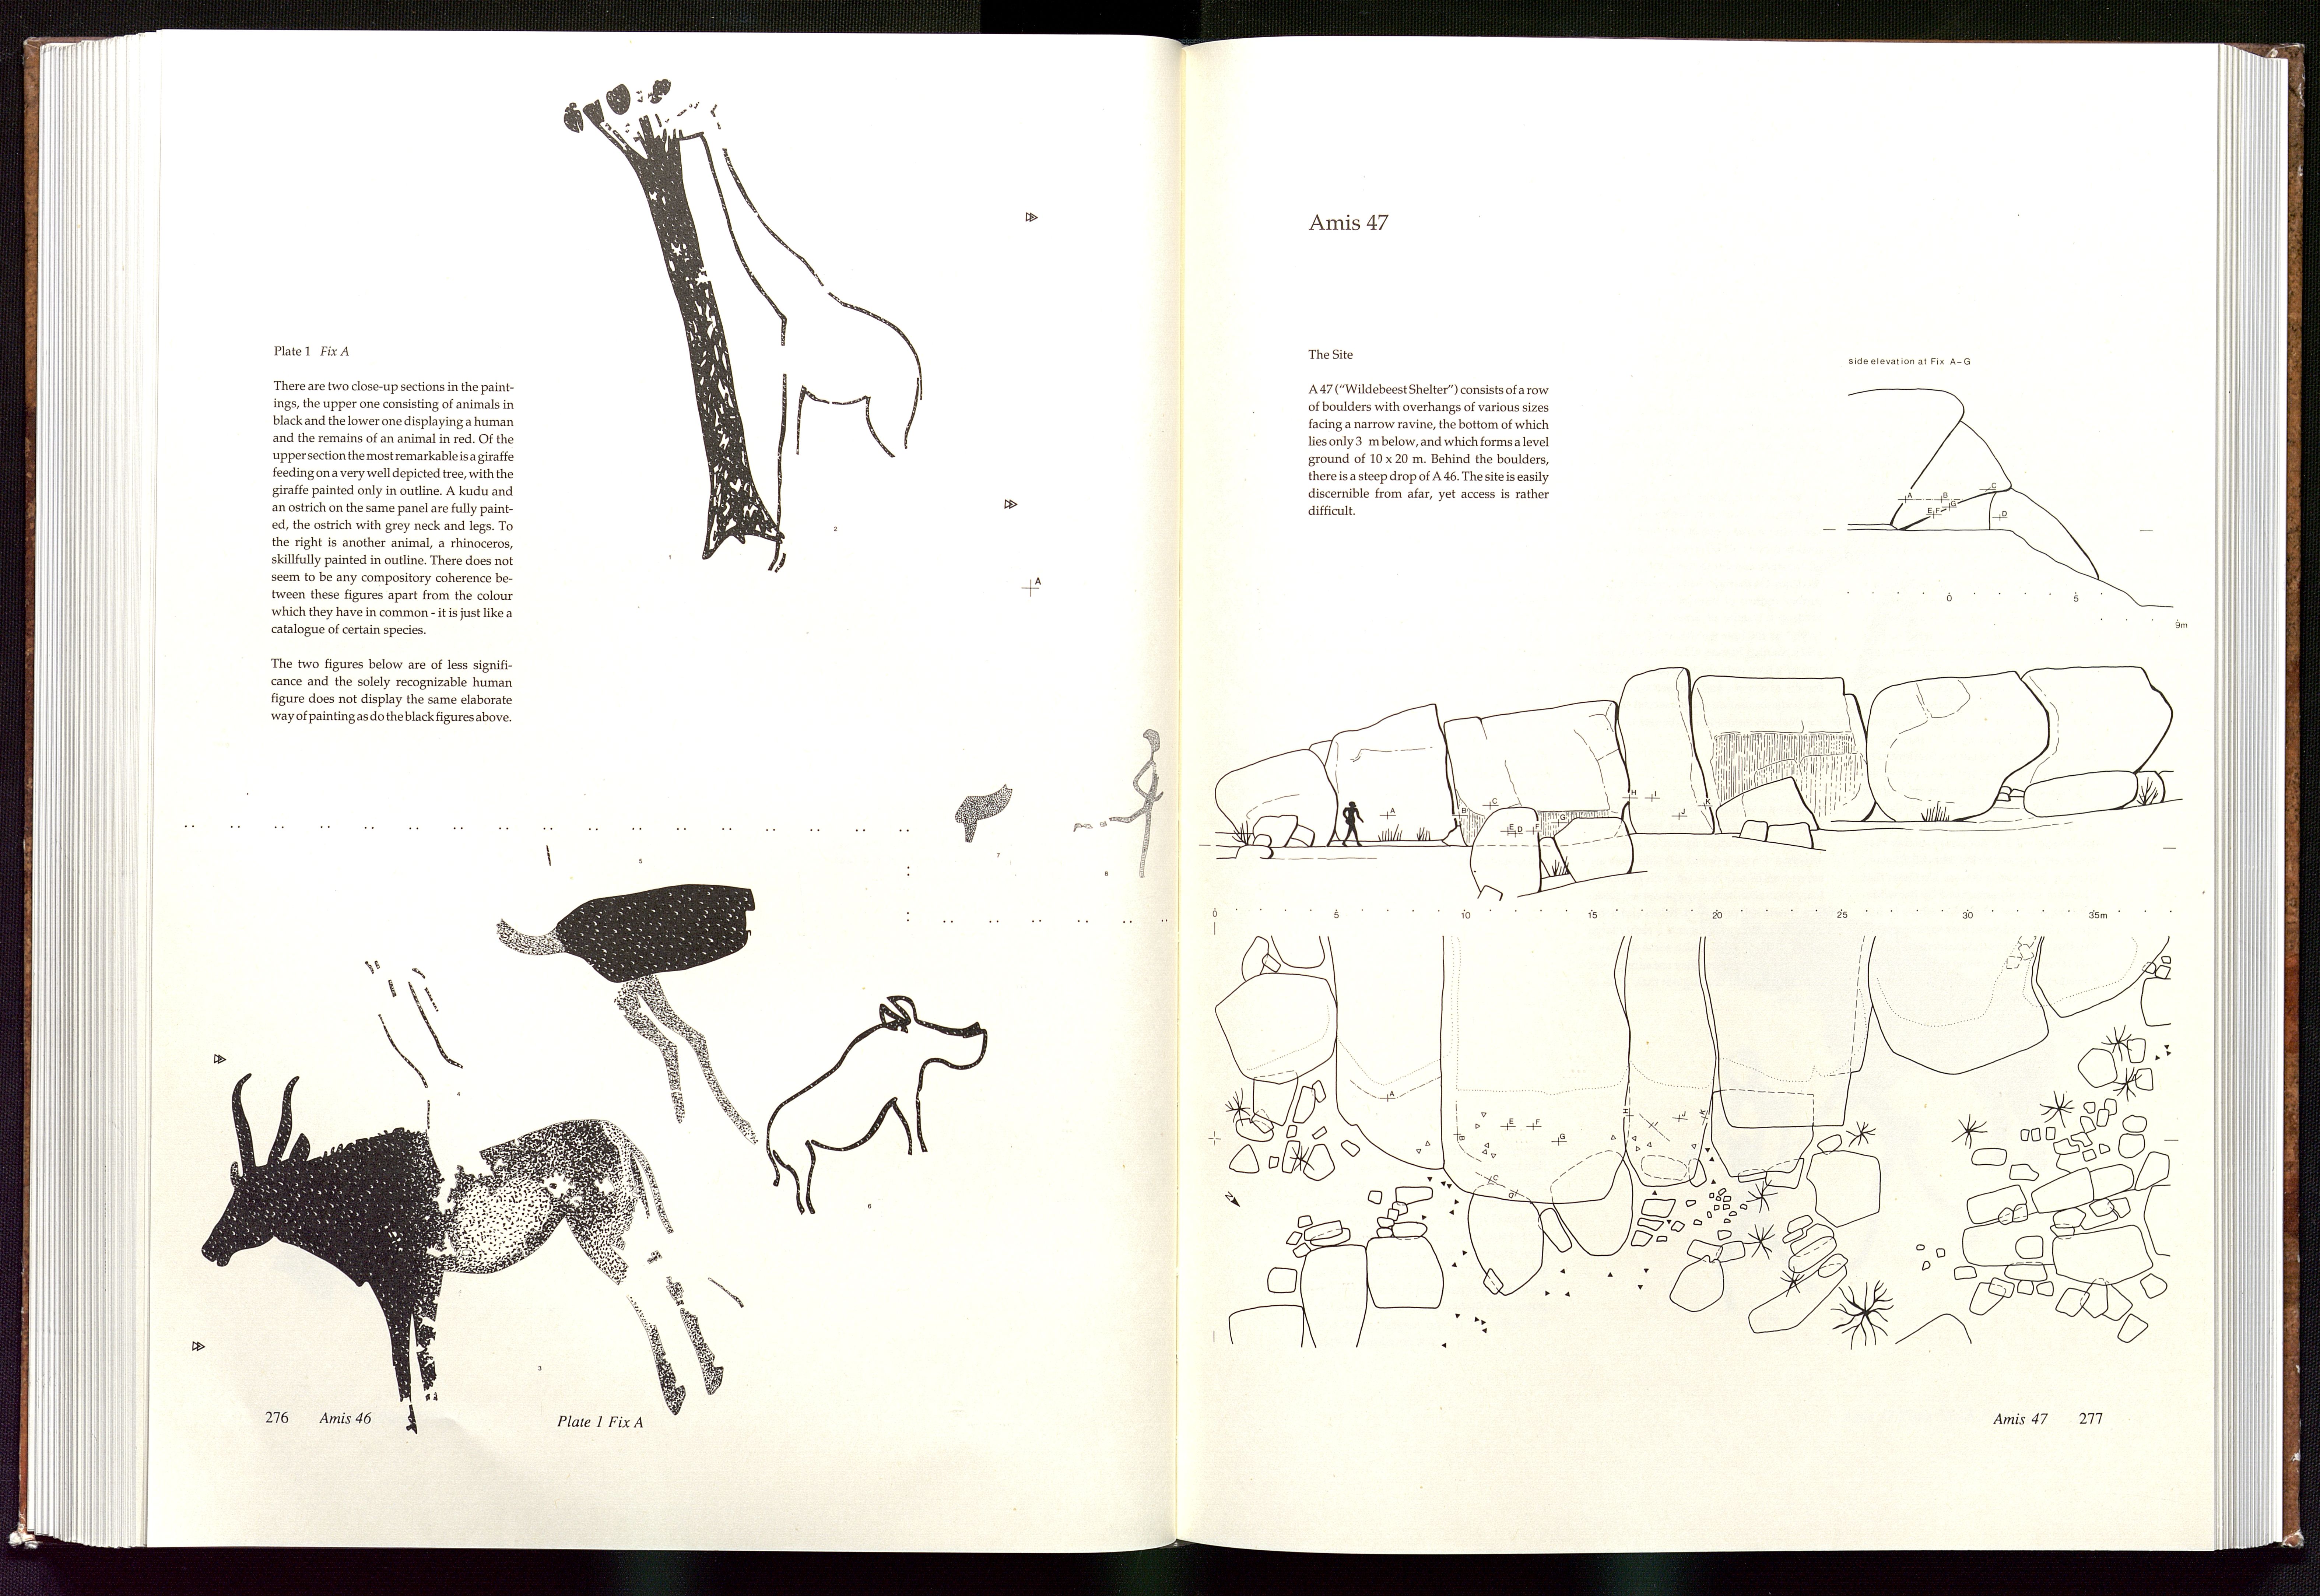 Plate 1 Fix A
There are two close-up sections in the paint-
ings, the upper one consisting of animals in
black and the lower one displaying a human
and the remains of an animal in red. Of the
upper section the most remarkable is a giraffe
feeding on a very well depicted tree, with the
giraffe painted only in outline. A kudu and
an ostrich on the same panel are fully paint-
ed, the ostrich with grey neck and legs. To
the right is another animal, a rhinoceros,
skillfully painted in outline. There does not
seem to be any compository coherence be-
tween these figures apart from the colour
which they have in common - it is just like a
catalogue of certain species.
The two figures below are of less signifi-
cance and the solely recognizable human
figure does not display the same elaborate
way of painting as do the black figures above.
1
2
A
5
7
8
4
6
3
276 Amis 46
Plate 1 Fix A
Amis 47
The Site
A 47 ("Wildebeest Shelter") consists of a row
of boulders with overhangs of various sizes
facing a narrow ravine, the bottom of which
lies only 3 m below, and which forms a level
ground of 10 x 20 m. Behind the boulders,
there is a steep drop of A 46. The site is easily
discernible from afar, yet access is rather
difficult.
side elevation at Fix A–G
A B C
E F G D
0 5
9m
A B C E D F G H I J K
0 5 10 15 20 25 30 35m
A B E F G H J K
C D
N
Amis 47 277